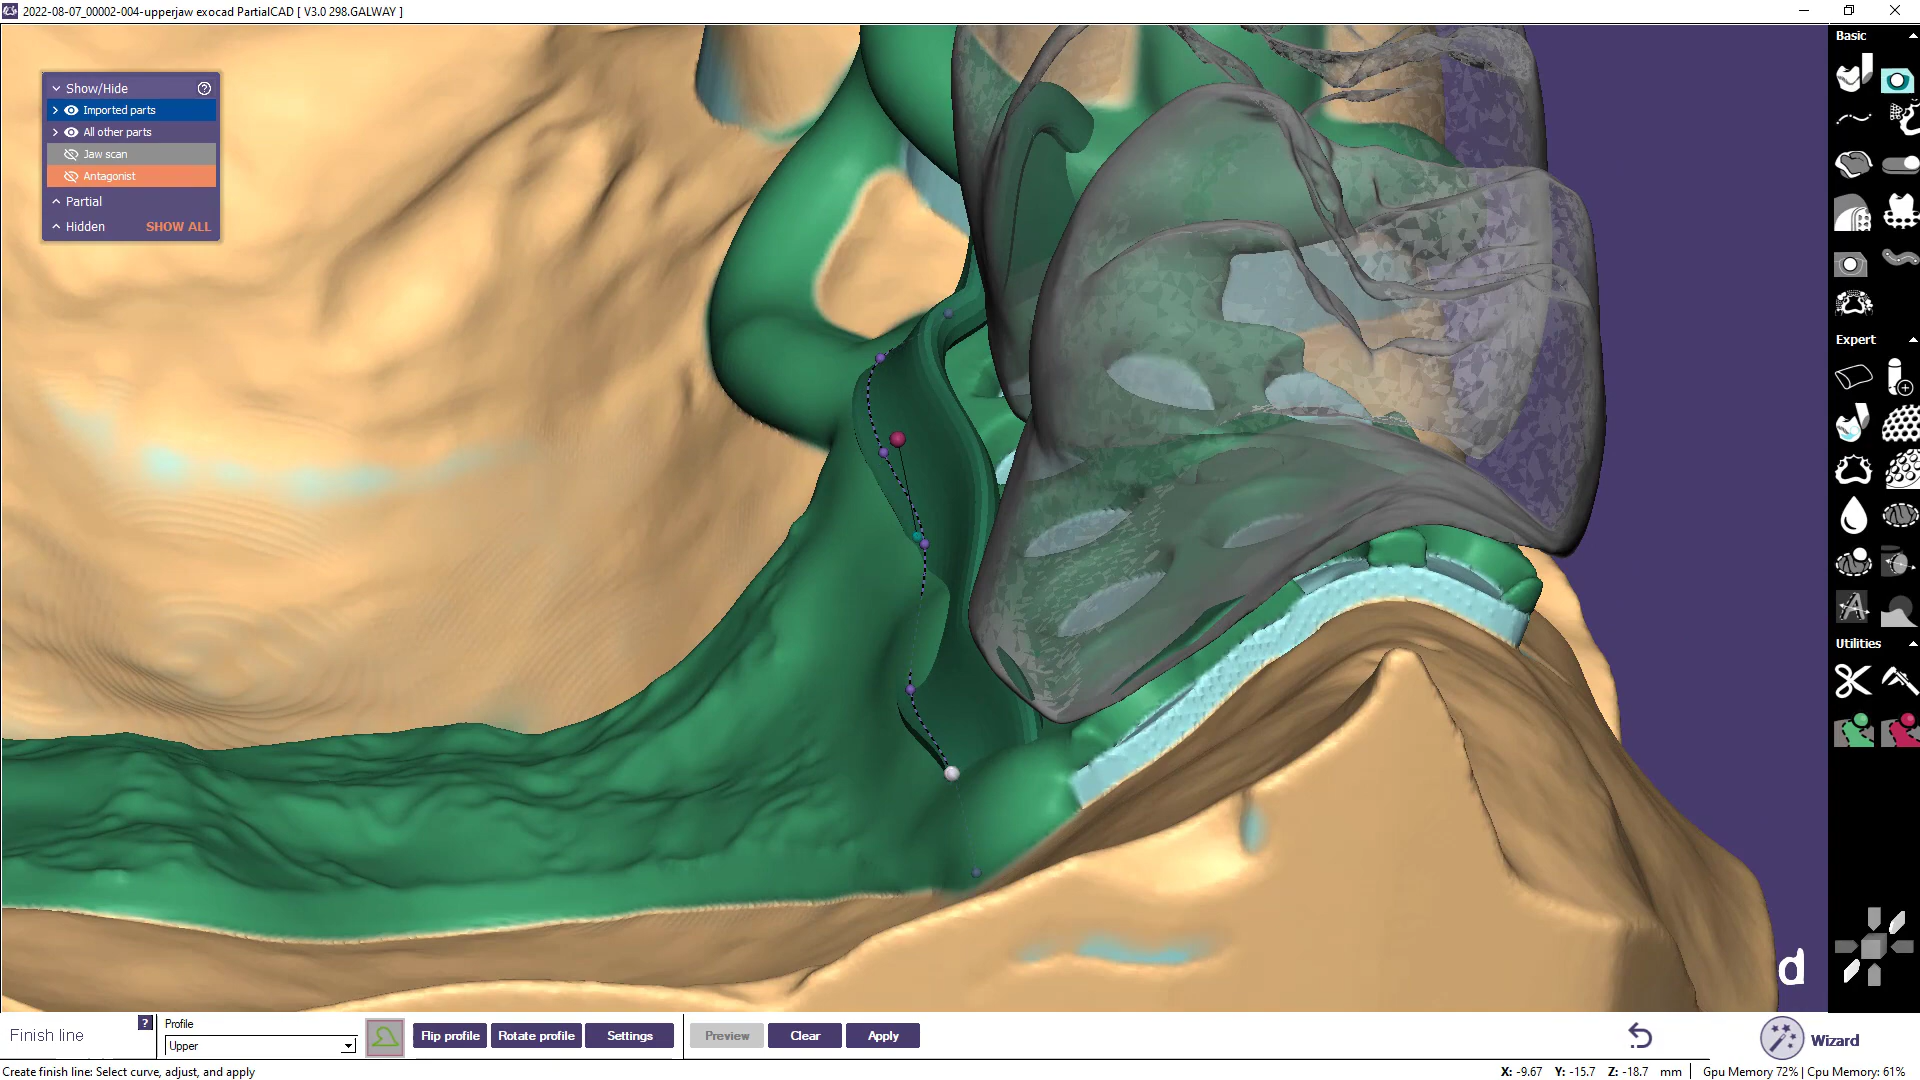 2022-08-07_00002-004-upperjaw exocad PartialCAD [ V3.0 298.GALWAY ]
Show/Hide
?
Imported parts
All other parts
Jaw scan
Antagonist
Partial
Hidden SHOW ALL
Basic
Expert
A
Utilities
d
Finish line
?
Profile
Upper
Flip profile
Rotate profile
Settings
Preview
Clear
Apply
Wizard
Create finish line: Select curve, adjust, and apply
X: -9.67 Y: -15.7 Z: -18.7 mm
Gpu Memory 72% | Cpu Memory: 61%